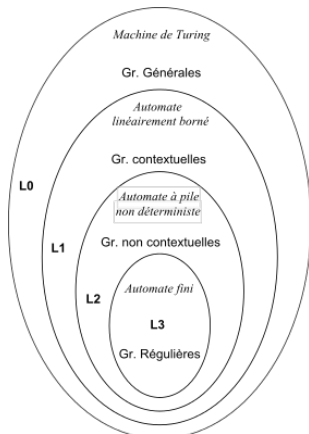 Machine de Turing
Gr. Générales
Automate
linéairement borné
Gr. contextuelles
L0
Automate à pile
non déterministe
Gr. non contextuelles
L1
Automate fini
L2
L3
Gr. Régulières